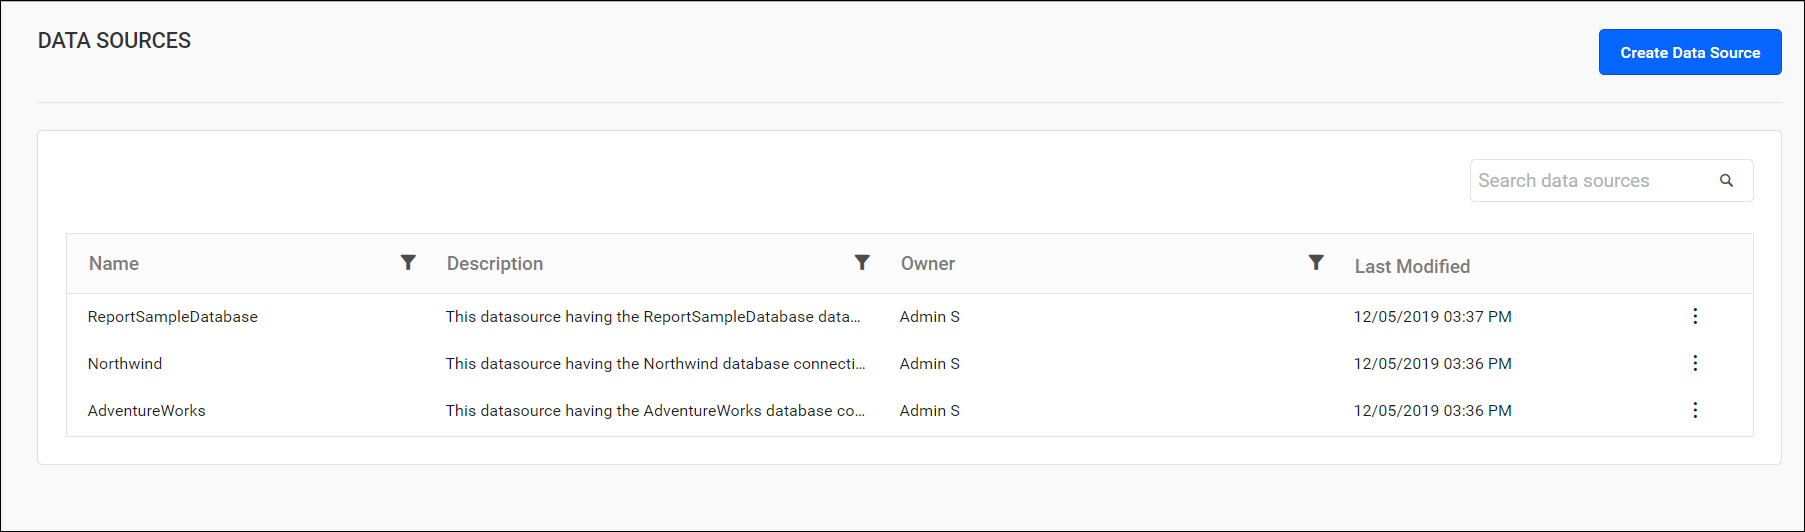 DATA SOURCES
Create Data Source
Search data sources
Name Description Owner Last Modified
ReportSampleDatabase This datasource having the ReportSampleDatabase data... Admin S 12/05/2019 03:37 PM
Northwind This datasource having the Northwind database connecti... Admin S 12/05/2019 03:36 PM
AdventureWorks This datasource having the AdventureWorks database co... Admin S 12/05/2019 03:36 PM